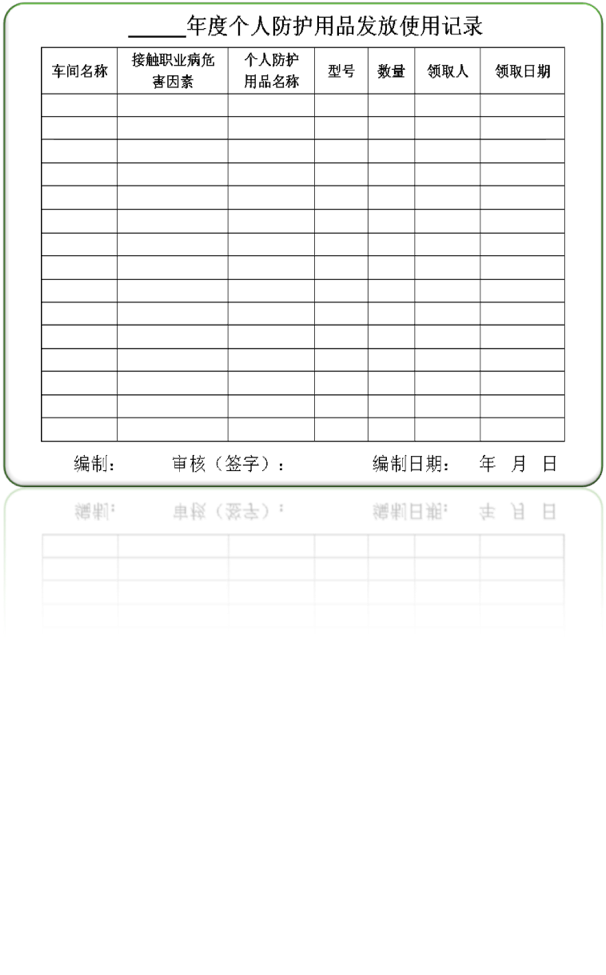 ______年度个人防护用品发放使用记录
车间名称 接触职业病危害因素 个人防护用品名称 型号 数量 领取人 领取日期
编制： 审核（签字）： 编制日期： 年 月 日